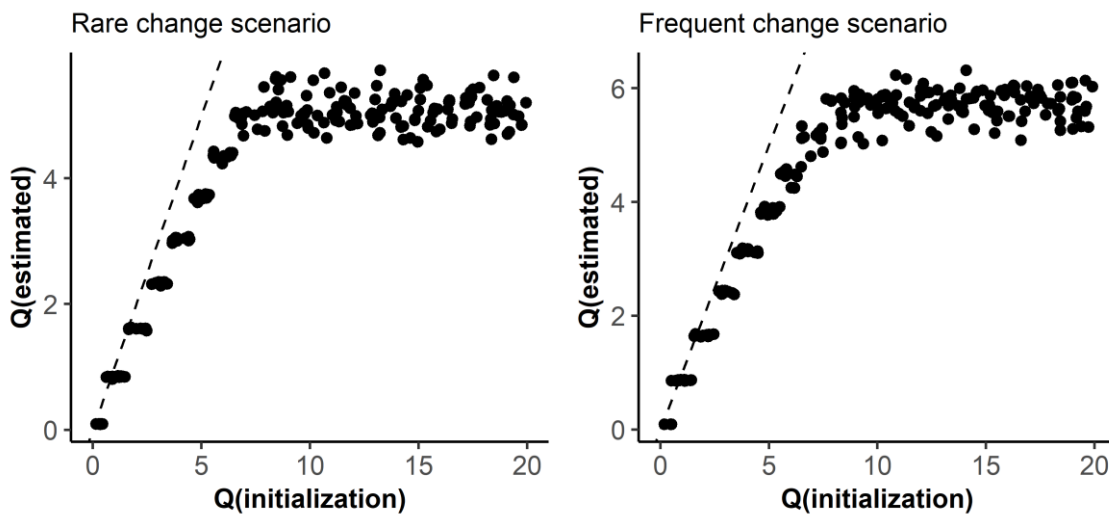 Rare change scenario
Q(estimated)
4
2
0
0 5 10 15 20
Q(initialization)
Frequent change scenario
Q(estimated)
6
4
2
0
0 5 10 15 20
Q(initialization)